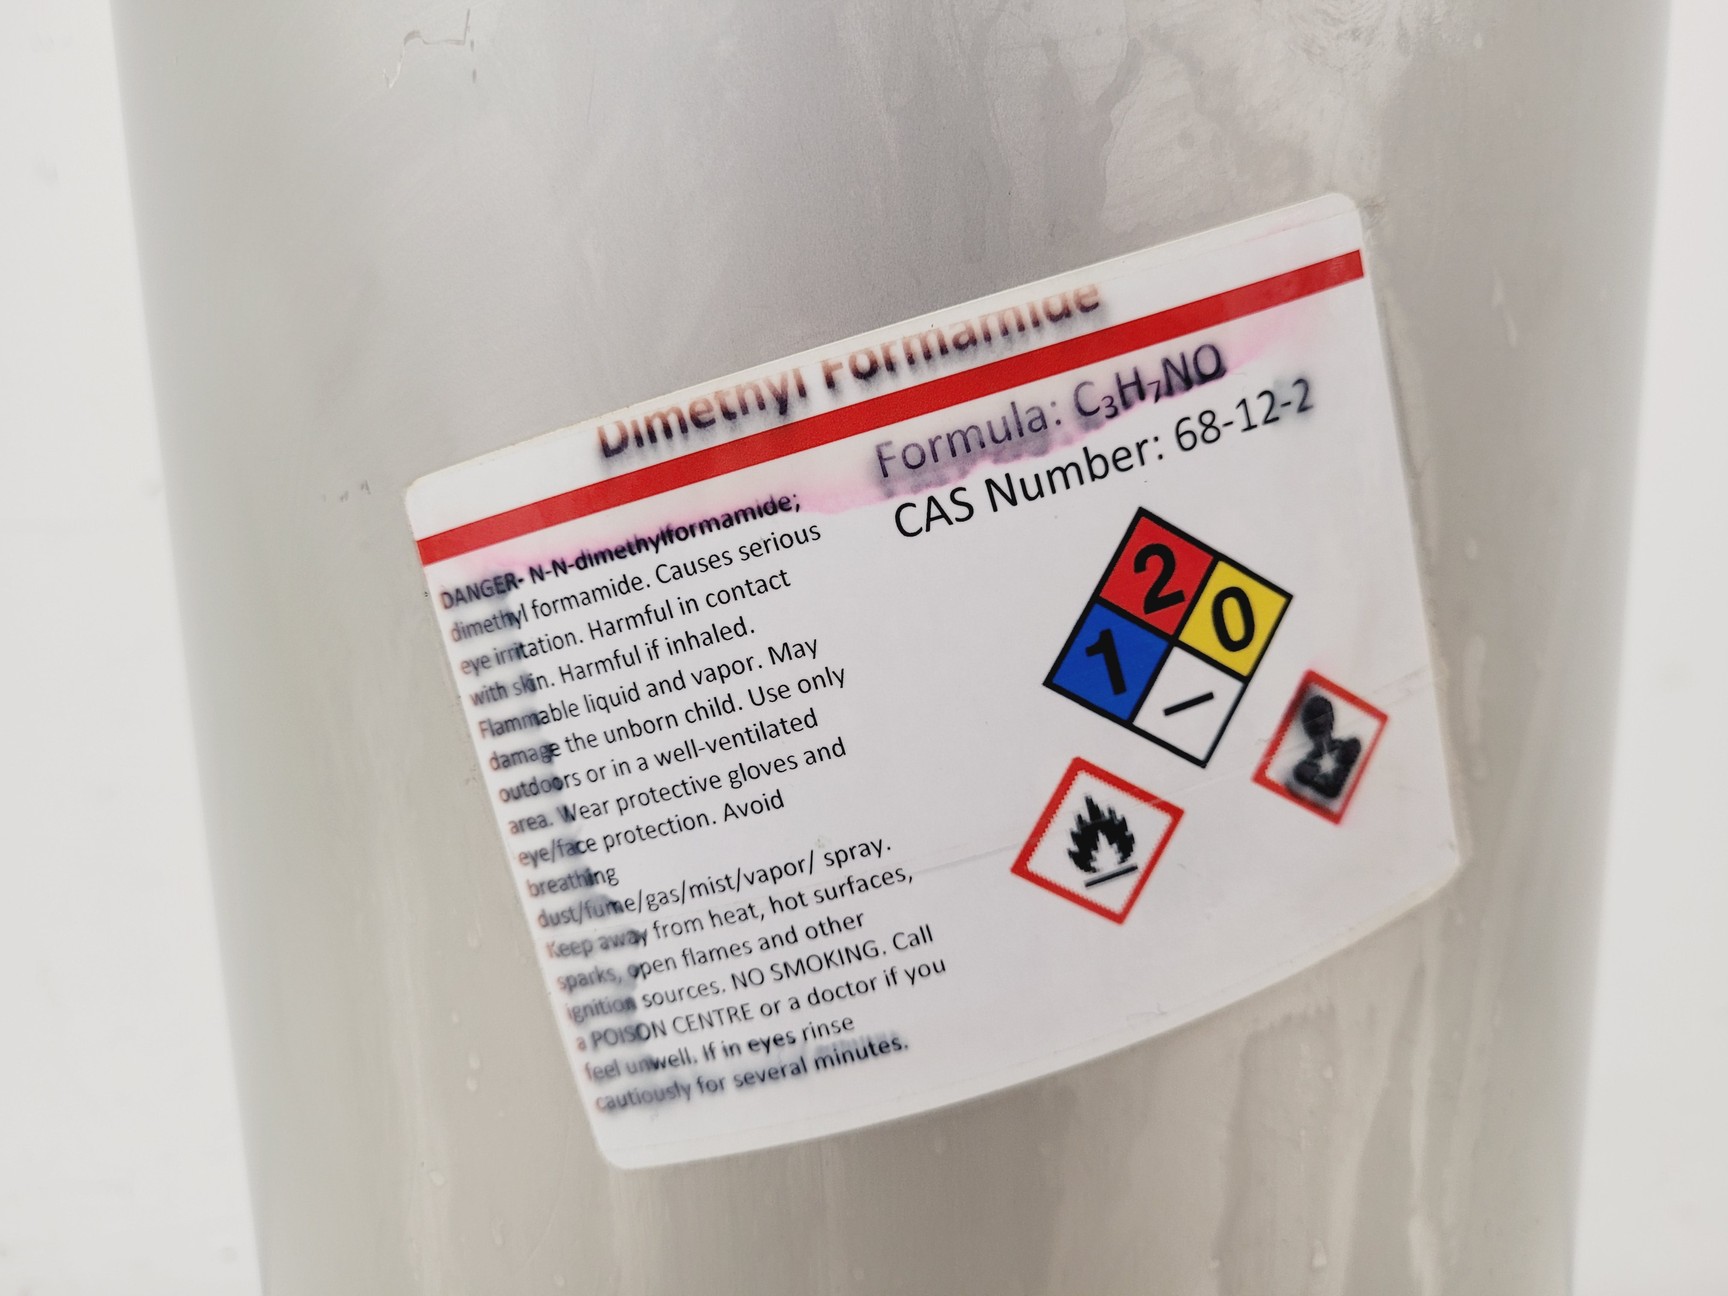 Dimethyl Formamide
Formula: C₃H₇NO
CAS Number: 68-12-2
DANGER- N-N-dimethylformamide;
dimethyl formamide. Causes serious
eye irritation. Harmful in contact
with skin. Harmful if inhaled.
Flammable liquid and vapor. May
damage the unborn child. Use only
outdoors or in a well-ventilated
area. Wear protective gloves and
eye/face protection. Avoid
breathing
dust/fume/gas/mist/vapor/ spray.
Keep away from heat, hot surfaces,
sparks, open flames and other
ignition sources. NO SMOKING. Call
a POISON CENTRE or a doctor if you
feel unwell. If in eyes rinse
cautiously for several minutes.
2
1 0